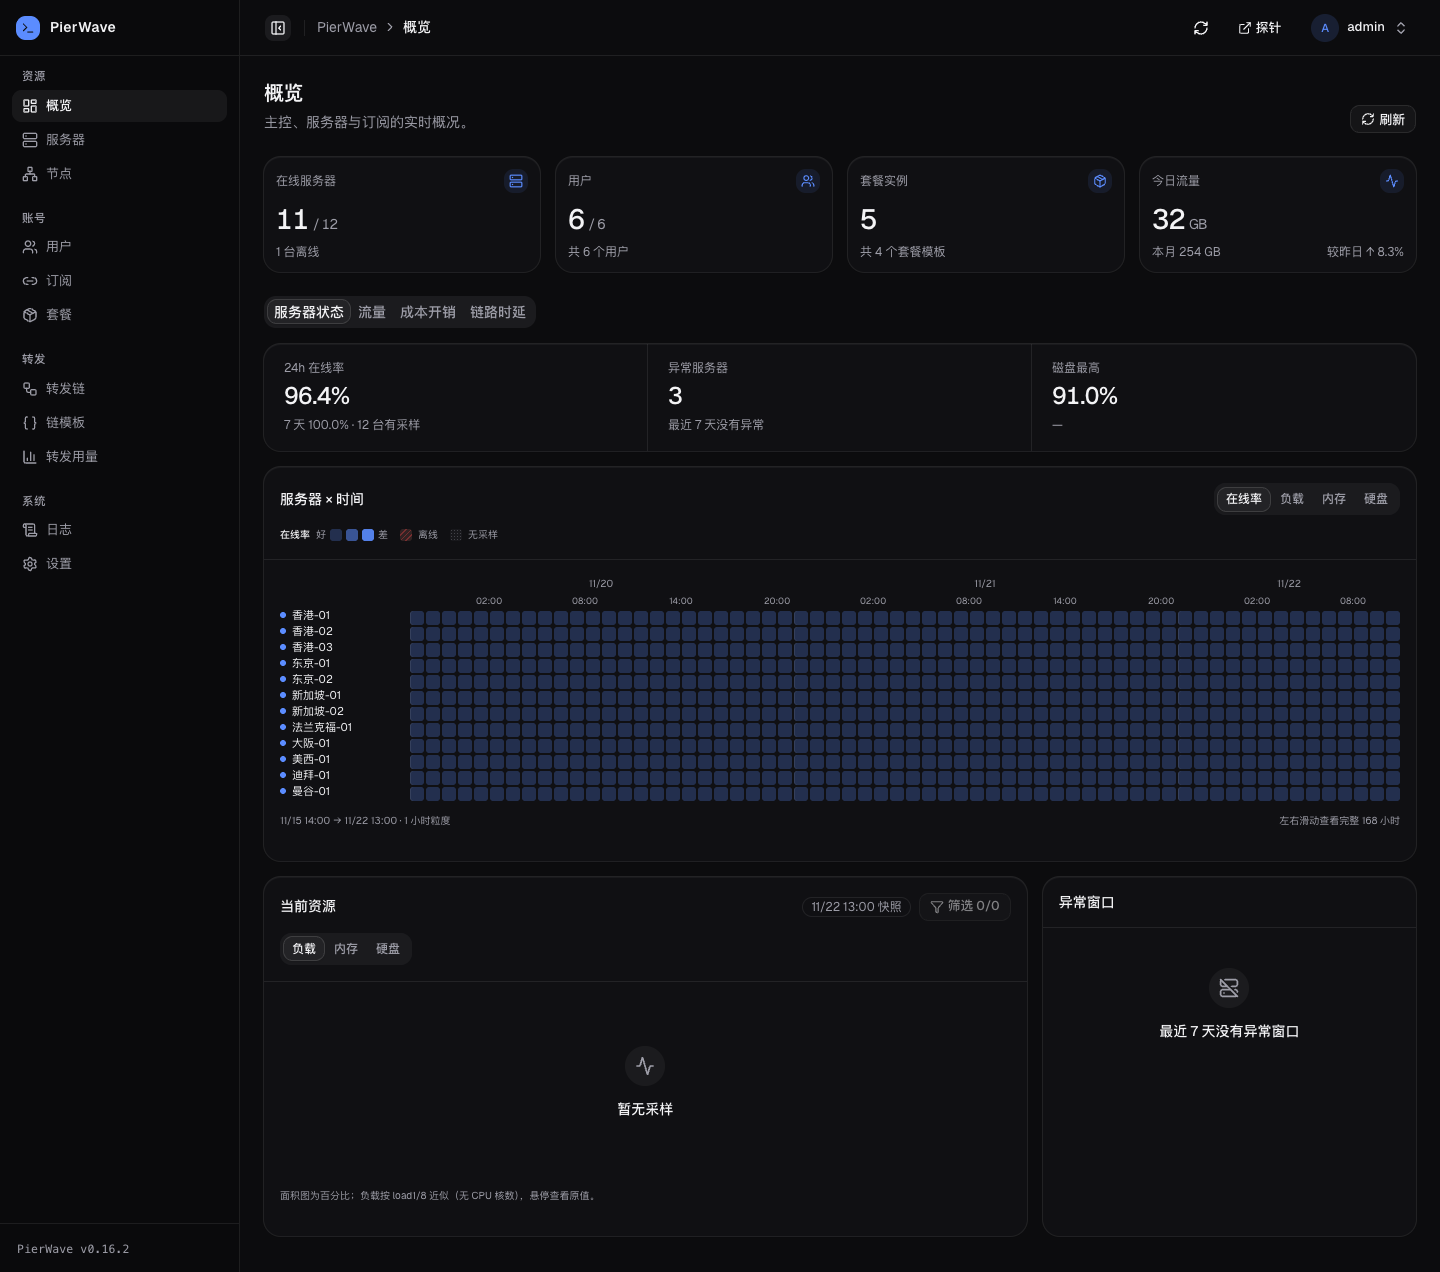 PierWave
PierWave > 概览
探针
A
admin
资源
概览
服务器
节点
账号
用户
订阅
套餐
转发
转发链
链模板
转发用量
系统
日志
设置
PierWave v0.16.2
概览
主控、服务器与订阅的实时概况。
刷新
在线服务器
11 / 12
1 台离线
用户
6 / 6
共 6 个用户
套餐实例
5
共 4 个套餐模板
今日流量
32 GB
本月 254 GB
较昨日 ↑ 8.3%
服务器状态 流量 成本开销 链路时延
24h 在线率
96.4%
7 天 100.0% · 12 台有采样
异常服务器
3
最近 7 天没有异常
磁盘最高
91.0%
—
服务器 × 时间
在线率 负载 内存 硬盘
在线率 好 差 离线 无采样
11/20 11/21 11/22
02:00 08:00 14:00 20:00 02:00 08:00 14:00 20:00 02:00 08:00
香港-01
香港-02
香港-03
东京-01
东京-02
新加坡-01
新加坡-02
法兰克福-01
大阪-01
美西-01
迪拜-01
曼谷-01
11/15 14:00 → 11/22 13:00 · 1 小时粒度
左右滑动查看完整 168 小时
当前资源
11/22 13:00 快照
筛选 0/0
负载 内存 硬盘
暂无采样
面积图为百分比；负载按 load1/8 近似（无 CPU 核数），悬停查看原值。
异常窗口
最近 7 天没有异常窗口